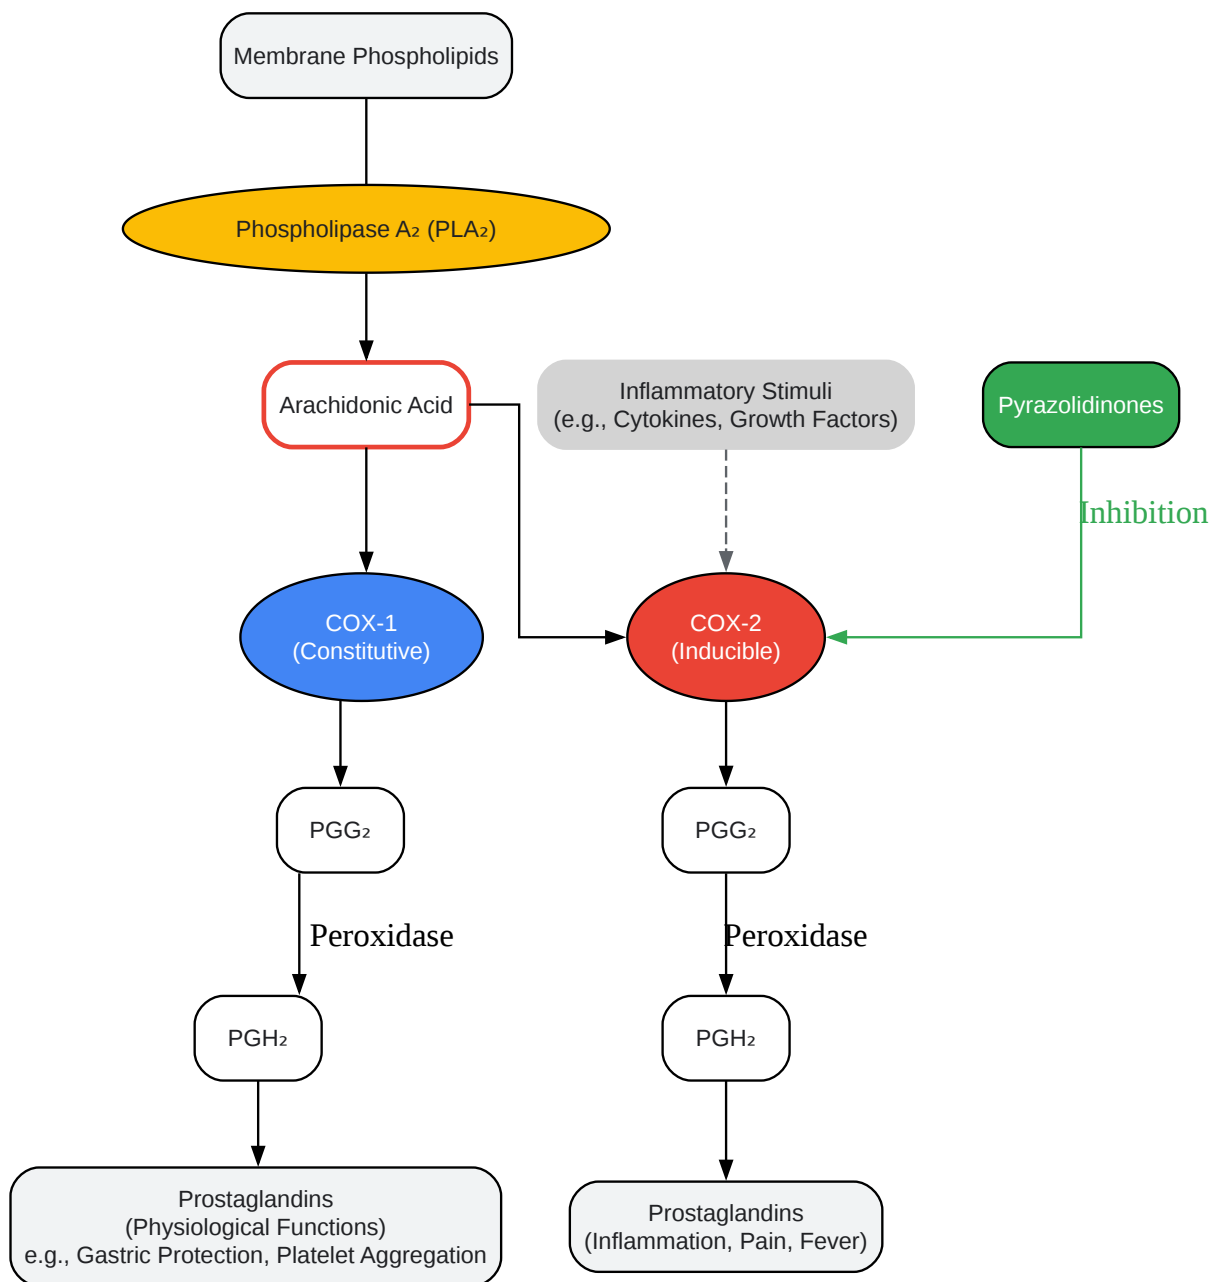 Membrane Phospholipids
Phospholipase A₂ (PLA₂)
Arachidonic Acid
Inflammatory Stimuli
(e.g., Cytokines, Growth Factors)
Pyrazolidinones
Inhibition
COX-1
(Constitutive)
COX-2
(Inducible)
PGG₂
PGG₂
Peroxidase
Peroxidase
PGH₂
PGH₂
Prostaglandins
(Physiological Functions)
e.g., Gastric Protection, Platelet Aggregation
Prostaglandins
(Inflammation, Pain, Fever)